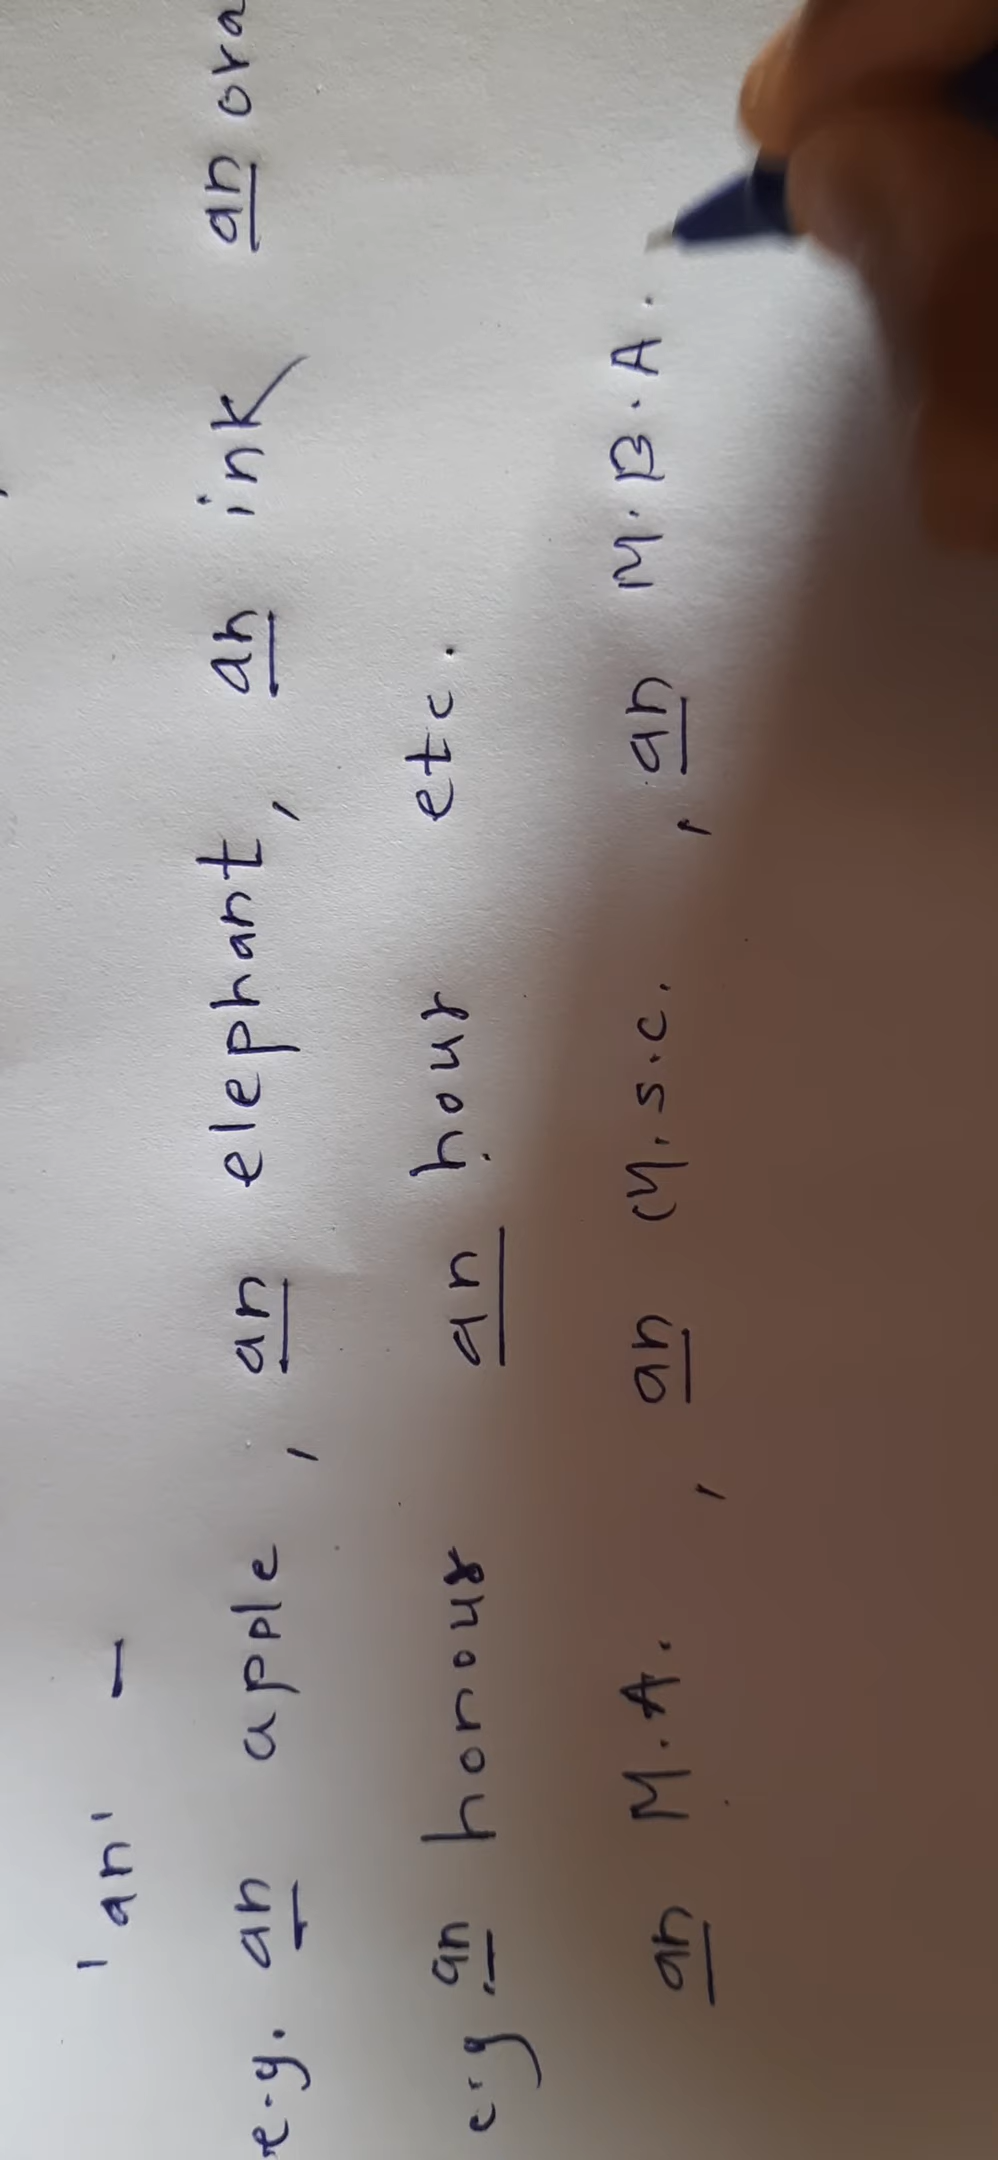 'an' –
e.g. an apple, an elephant, an ink an ora
e.g. an honour an hour etc.
an M.A., an M.s.c., an M.B.A.